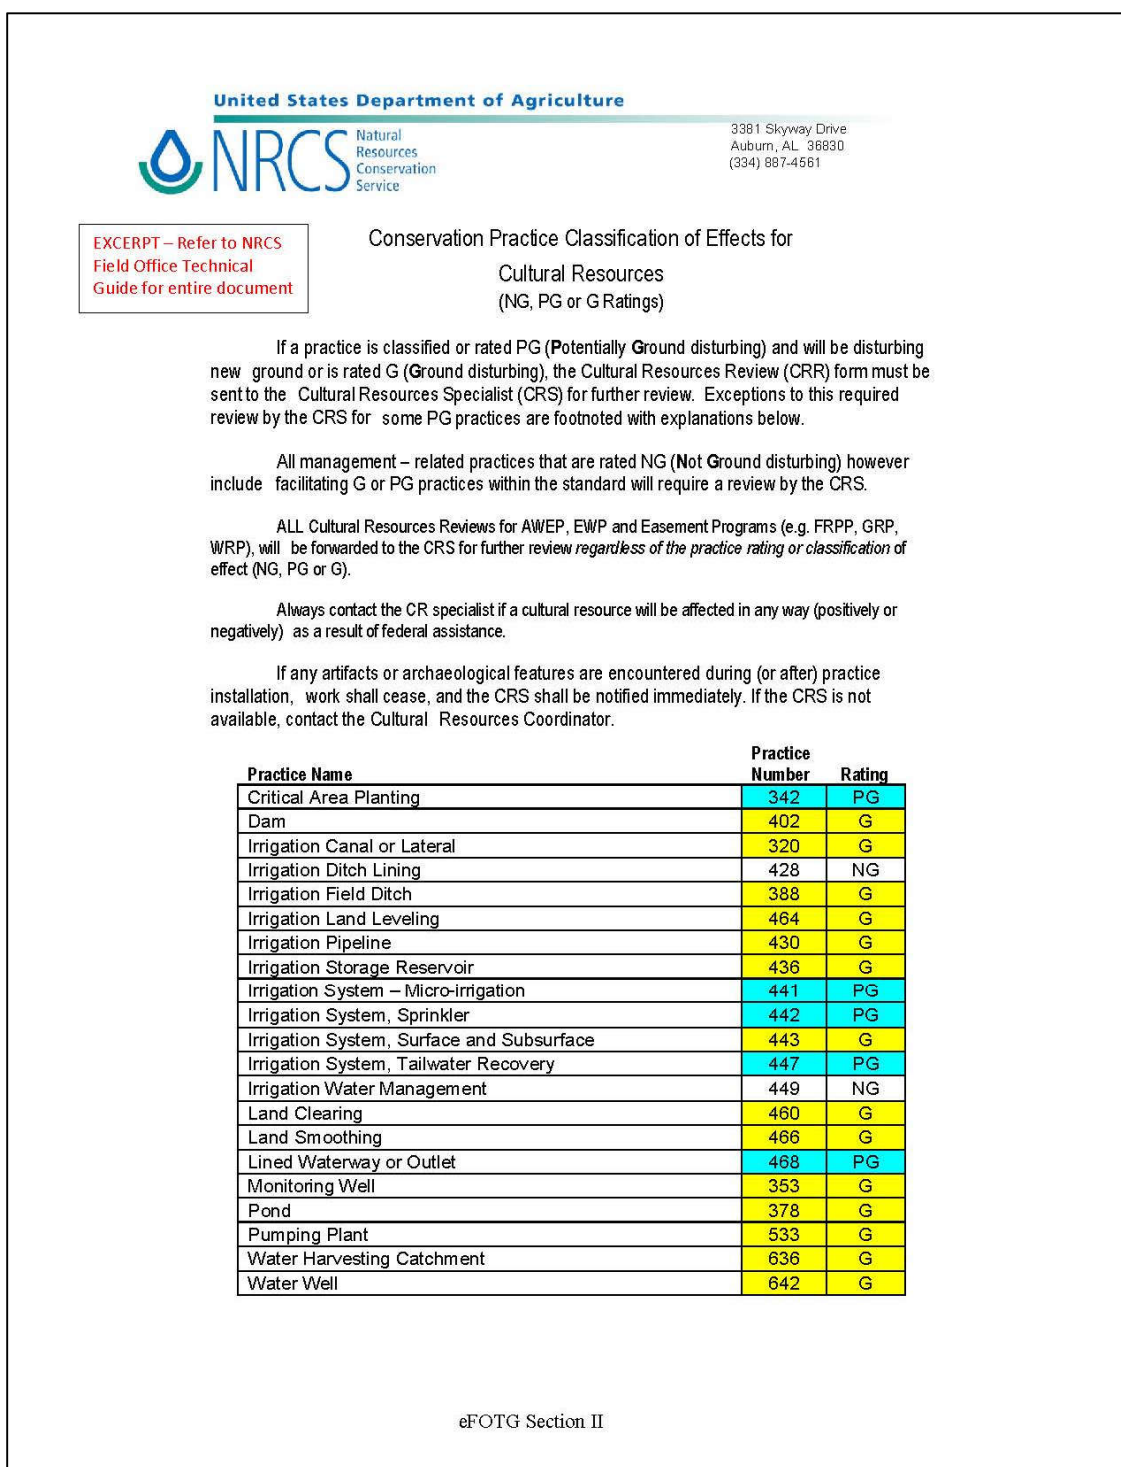 United States Department of Agriculture
NRCS
Natural
Resources
Conservation
Service
3381 Skyway Drive
Auburn, AL 36830
(334) 887-4561
EXCERPT – Refer to NRCS
Field Office Technical
Guide for entire document
Conservation Practice Classification of Effects for
Cultural Resources
(NG, PG or G Ratings)
If a practice is classified or rated PG (Potentially Ground disturbing) and will be disturbing
new ground or is rated G (Ground disturbing), the Cultural Resources Review (CRR) form must be
sent to the Cultural Resources Specialist (CRS) for further review. Exceptions to this required
review by the CRS for some PG practices are footnoted with explanations below.
All management – related practices that are rated NG (Not Ground disturbing) however
include facilitating G or PG practices within the standard will require a review by the CRS.
ALL Cultural Resources Reviews for AWEP, EWP and Easement Programs (e.g. FRPP, GRP,
WRP), will be forwarded to the CRS for further review regardless of the practice rating or classification of
effect (NG, PG or G).
Always contact the CR specialist if a cultural resource will be affected in any way (positively or
negatively) as a result of federal assistance.
If any artifacts or archaeological features are encountered during (or after) practice
installation, work shall cease, and the CRS shall be notified immediately. If the CRS is not
available, contact the Cultural Resources Coordinator.
Practice Name Practice Number Rating
Critical Area Planting 342 PG
Dam 402 G
Irrigation Canal or Lateral 320 G
Irrigation Ditch Lining 428 NG
Irrigation Field Ditch 388 G
Irrigation Land Leveling 464 G
Irrigation Pipeline 430 G
Irrigation Storage Reservoir 436 G
Irrigation System – Micro-irrigation 441 PG
Irrigation System, Sprinkler 442 PG
Irrigation System, Surface and Subsurface 443 G
Irrigation System, Tailwater Recovery 447 PG
Irrigation Water Management 449 NG
Land Clearing 460 G
Land Smoothing 466 G
Lined Waterway or Outlet 468 PG
Monitoring Well 353 G
Pond 378 G
Pumping Plant 533 G
Water Harvesting Catchment 636 G
Water Well 642 G
eFOTG Section II